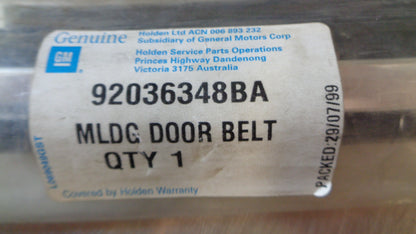 Genuine
GM
Holden Ltd ACN 006 893 232
Subsidiary of General Motors Corp
Holden Service Parts Operations
Princes Highway Dandenong
Victoria 3175 Australia
92036348BA
MLDG DOOR BELT
QTY 1
PACKED:29/07/99
Covered by Holden Warranty